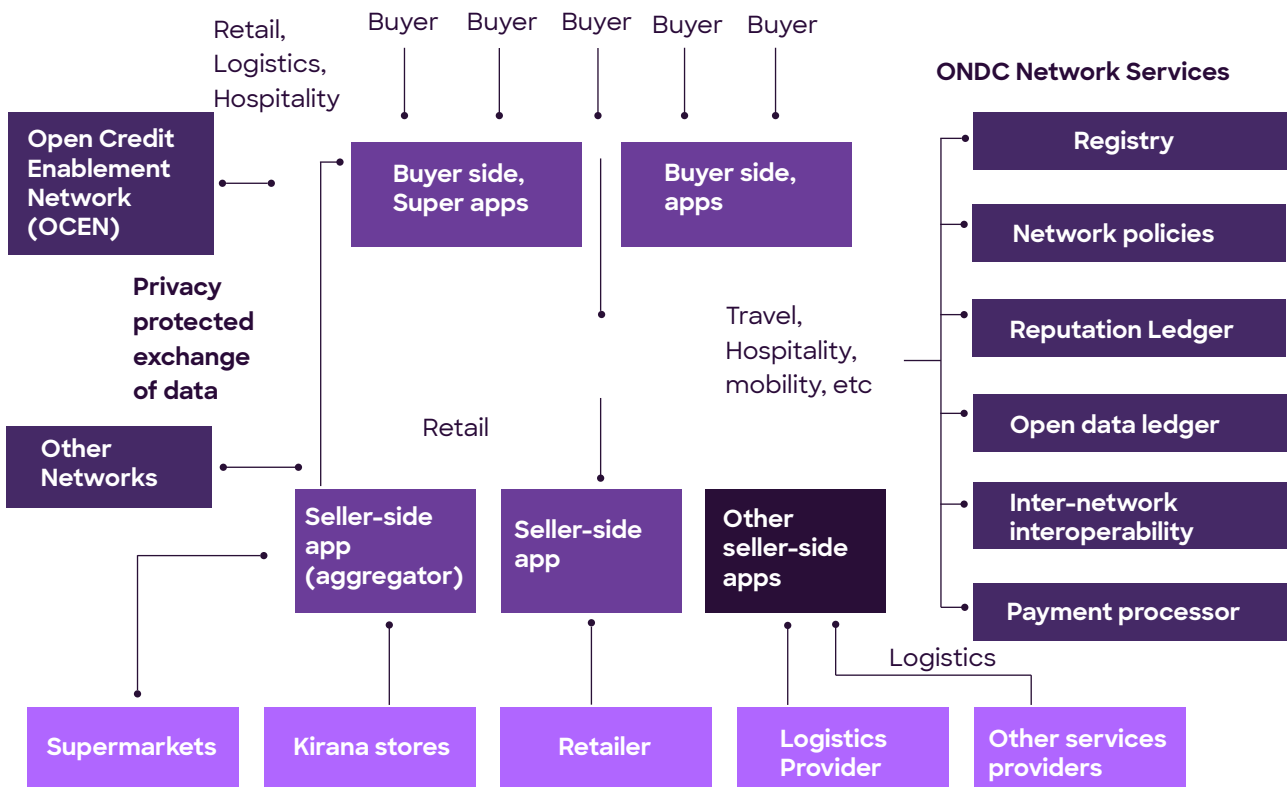 Retail,
Logistics,
Hospitality
Buyer
Buyer
Buyer
Buyer
Buyer
ONDC Network Services
Open Credit
Enablement
Network
(OCEN)
Buyer side,
Super apps
Buyer side,
apps
Registry
Network policies
Privacy
protected
exchange
of data
Travel,
Hospitality,
mobility, etc
Reputation Ledger
Retail
Open data ledger
Other
Networks
Seller-side
app
(aggregator)
Seller-side
app
Other
seller-side
apps
Inter-network
interoperability
Payment processor
Logistics
Supermarkets
Kirana stores
Retailer
Logistics
Provider
Other services
providers